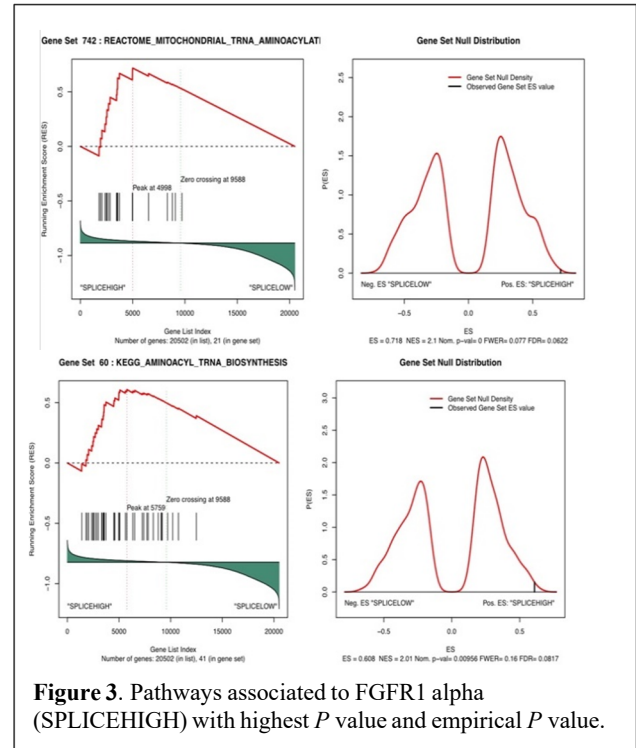 Gene Set 742 : REACTOME_MITOCHONDRIAL_TRNA_AMINOACYLATI
Gene Set Null Distribution
Running Enrichment Score (RES)
0.5
0.0
−0.5
−1.0
Peak at 4998
Zero crossing at 9588
"SPLICEHIGH"
"SPLICELOW"
0 5000 10000 15000 20000
Gene List Index
Number of genes: 20502 (in list), 21 (in gene set)
P(ES)
2.5
2.0
1.5
1.0
0.5
0.0
Gene Set Null Density
Observed Gene Set ES value
Neg. ES "SPLICELOW"
Pos. ES: "SPLICEHIGH"
−0.5 0.0 0.5
ES
ES = 0.718 NES = 2.1 Nom. p−val= 0 FWER= 0.077 FDR= 0.0622
Gene Set 60 : KEGG_AMINOACYL_TRNA_BIOSYNTHESIS
Gene Set Null Distribution
Running Enrichment Score (RES)
0.5
0.0
−0.5
−1.0
Peak at 5759
Zero crossing at 9588
"SPLICEHIGH"
"SPLICELOW"
0 5000 10000 15000 20000
Gene List Index
Number of genes: 20502 (in list), 41 (in gene set)
P(ES)
3.0
2.5
2.0
1.5
1.0
0.5
0.0
Gene Set Null Density
Observed Gene Set ES value
Neg. ES "SPLICELOW"
Pos. ES: "SPLICEHIGH"
−0.5 0.0 0.5
ES
ES = 0.608 NES = 2.01 Nom. p−val= 0.00956 FWER= 0.16 FDR= 0.0817
Figure 3. Pathways associated to FGFR1 alpha
(SPLICEHIGH) with highest P value and empirical P value.